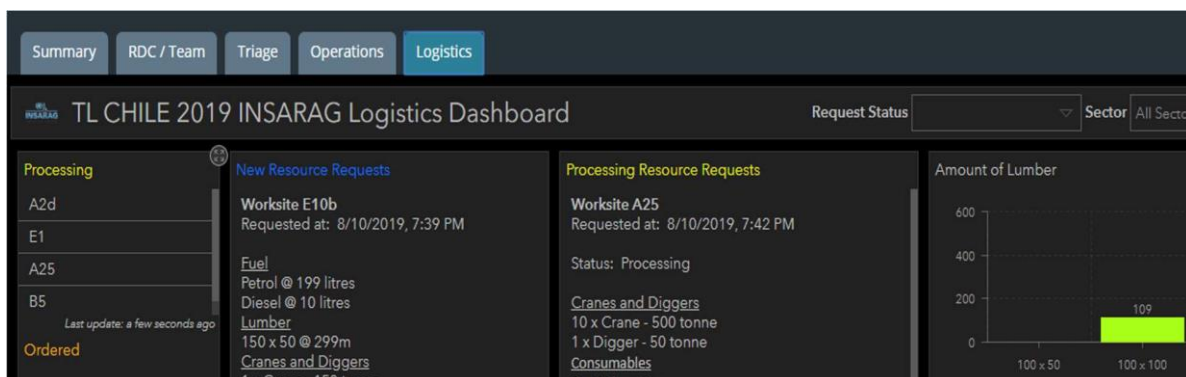 Summary
RDC / Team
Triage
Operations
Logistics
INSARAG
TL CHILE 2019 INSARAG Logistics Dashboard
Request Status
Sector
Processing
A2d
E1
A25
B5
Last update: a few seconds ago
Ordered
New Resource Requests
Worksite E10b
Requested at: 8/10/2019, 7:39 PM
Fuel
Petrol @ 199 litres
Diesel @ 10 litres
Lumber
150 x 50 @ 299m
Cranes and Diggers
Processing Resource Requests
Worksite A25
Requested at: 8/10/2019, 7:42 PM
Status: Processing
Cranes and Diggers
10 x Crane - 500 tonne
1 x Digger - 50 tonne
Consumables
Amount of Lumber
600
400
200
0
109
100 x 50
100 x 100